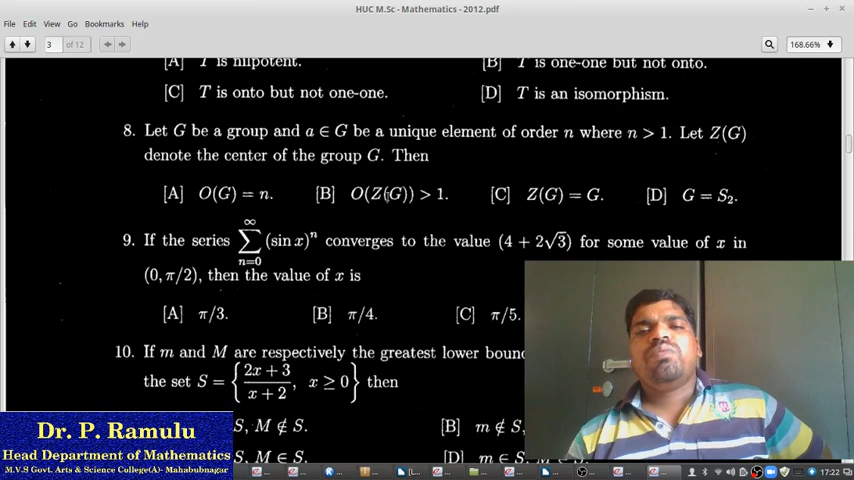 HUC M.Sc - Mathematics - 2012.pdf
File Edit View Go Bookmarks Help
3 of 12
168.66%
[A] T is nilpotent. [B] T is one-one but not onto.
[C] T is onto but not one-one. [D] T is an isomorphism.
8. Let G be a group and a ∈ G be a unique element of order n where n > 1. Let Z(G)
denote the center of the group G. Then
[A] O(G) = n. [B] O(Z(G)) > 1. [C] Z(G) = G. [D] G = S₂.
9. If the series ∑_{n=0}^{∞} (sin x)ⁿ converges to the value (4 + 2√3) for some value of x in
(0, π/2), then the value of x is
[A] π/3. [B] π/4. [C] π/5.
10. If m and M are respectively the greatest lower boun
the set S = {(2x + 3)/(x + 2), x ≥ 0} then
S, M ∉ S. [B] m ∉ S,
S, M ∈ S. [D] m ∈ S,
Dr. P. Ramulu
Head Department of Mathematics
M.V.S Govt. Arts & Science College(A)- Mahabubnagar
17:22